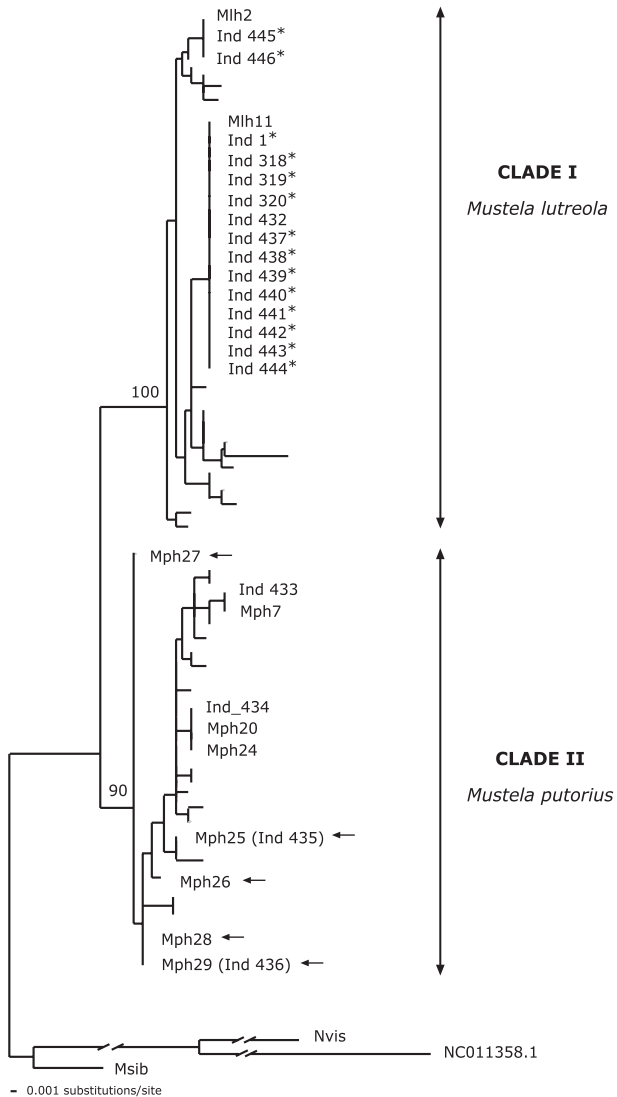 Mlh2
Ind 445*
Ind 446*
Mlh11
Ind 1*
Ind 318*
Ind 319*
Ind 320*
Ind 432
Ind 437*
Ind 438*
Ind 439*
Ind 440*
Ind 441*
Ind 442*
Ind 443*
Ind 444*
CLADE I
Mustela lutreola
100
Mph27
Ind 433
Mph7
Ind_434
Mph20
Mph24
CLADE II
Mustela putorius
90
Mph25 (Ind 435)
Mph26
Mph28
Mph29 (Ind 436)
Nvis
NC011358.1
Msib
0.001 substitutions/site